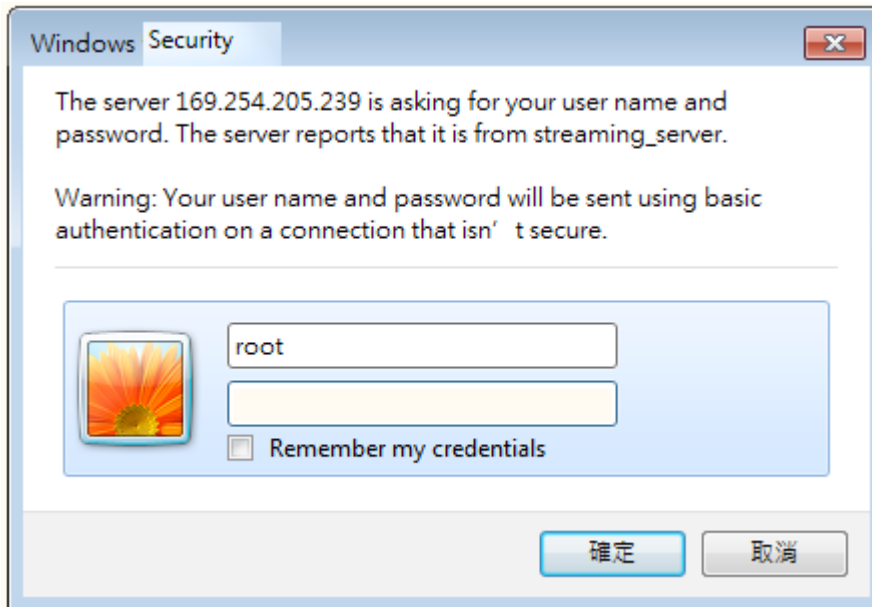 Windows Security
The server 169.254.205.239 is asking for your user name and
password. The server reports that it is from streaming_server.
Warning: Your user name and password will be sent using basic
authentication on a connection that isn’ t secure.
root
Remember my credentials
確定 取消